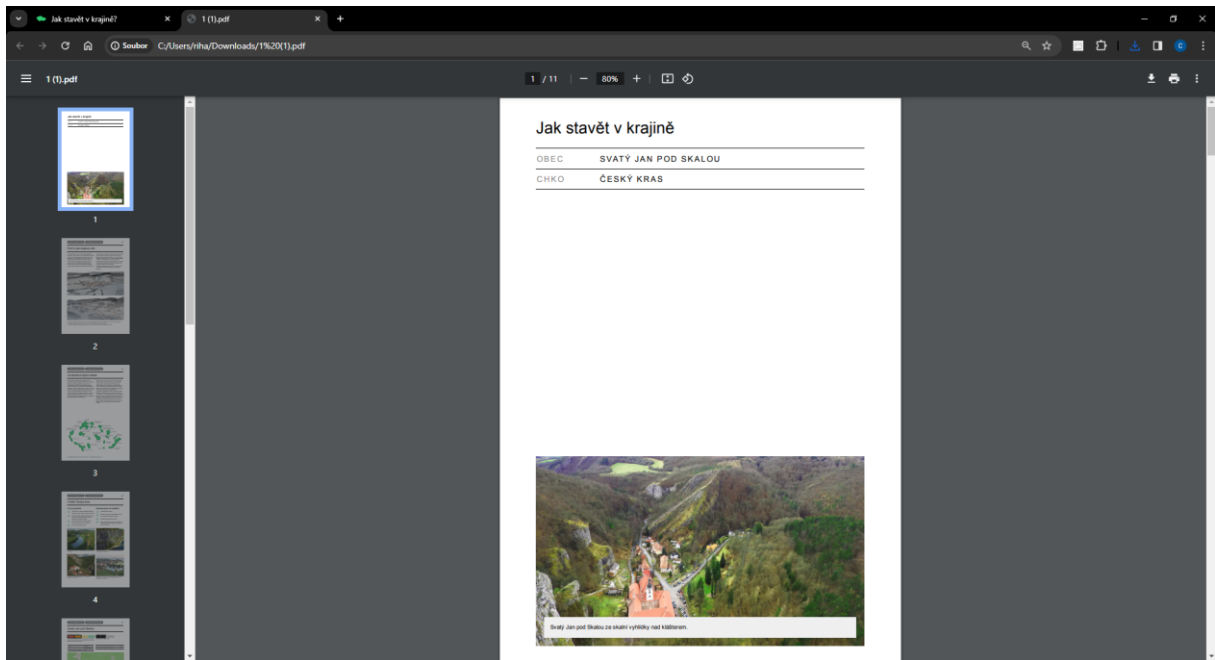 Jak stavět v krajině?
1 (1).pdf
Soubor
C:/Users/riha/Downloads/1%20(1).pdf
C
1 (1).pdf
1 / 11
80%
Jak stavět v krajině
OBEC SVATÝ JAN POD SKALOU
CHKO ČESKÝ KRAS
Svatý Jan pod Skalou ze skalní vyhlídky nad klášterem.
1
2
3
4